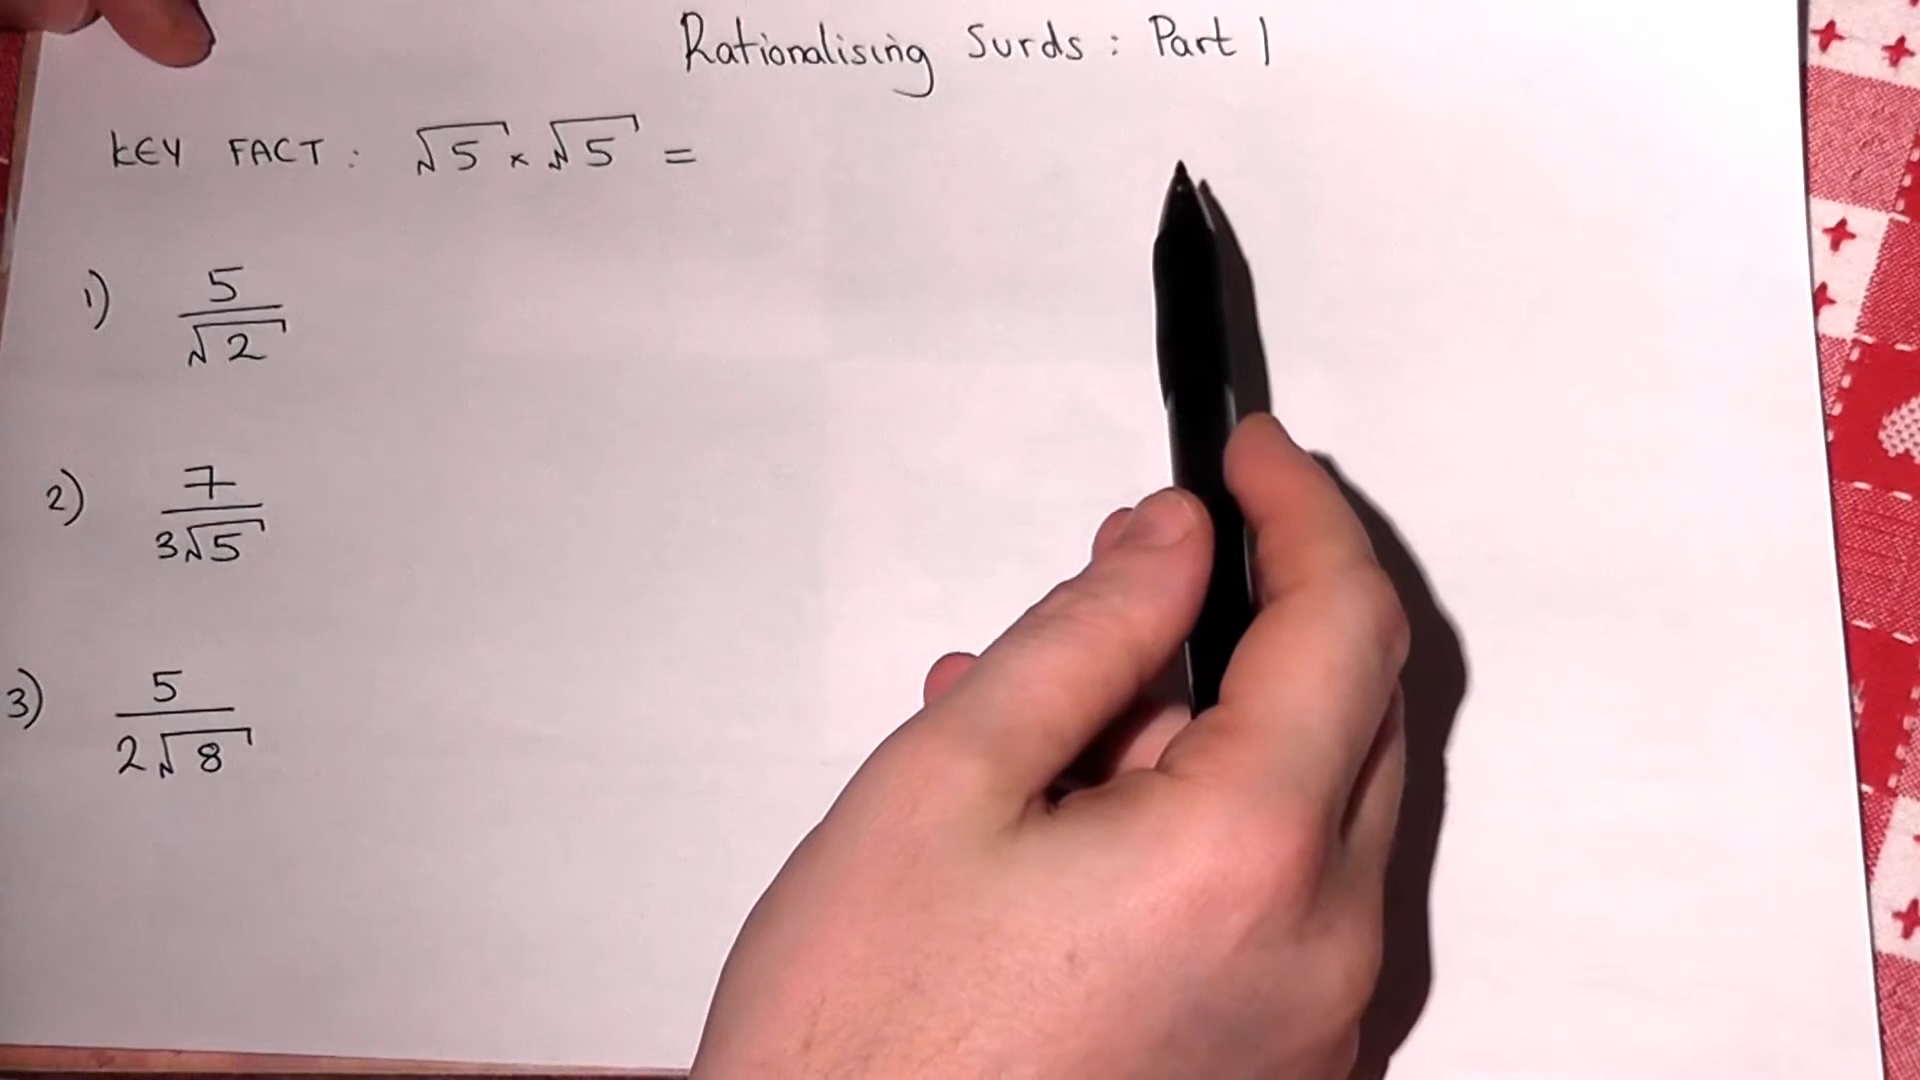 Rationalising Surds : Part 1
KEY FACT : √5 × √5 =
1) 5/√2
2) 7/3√5
3) 5/2√8